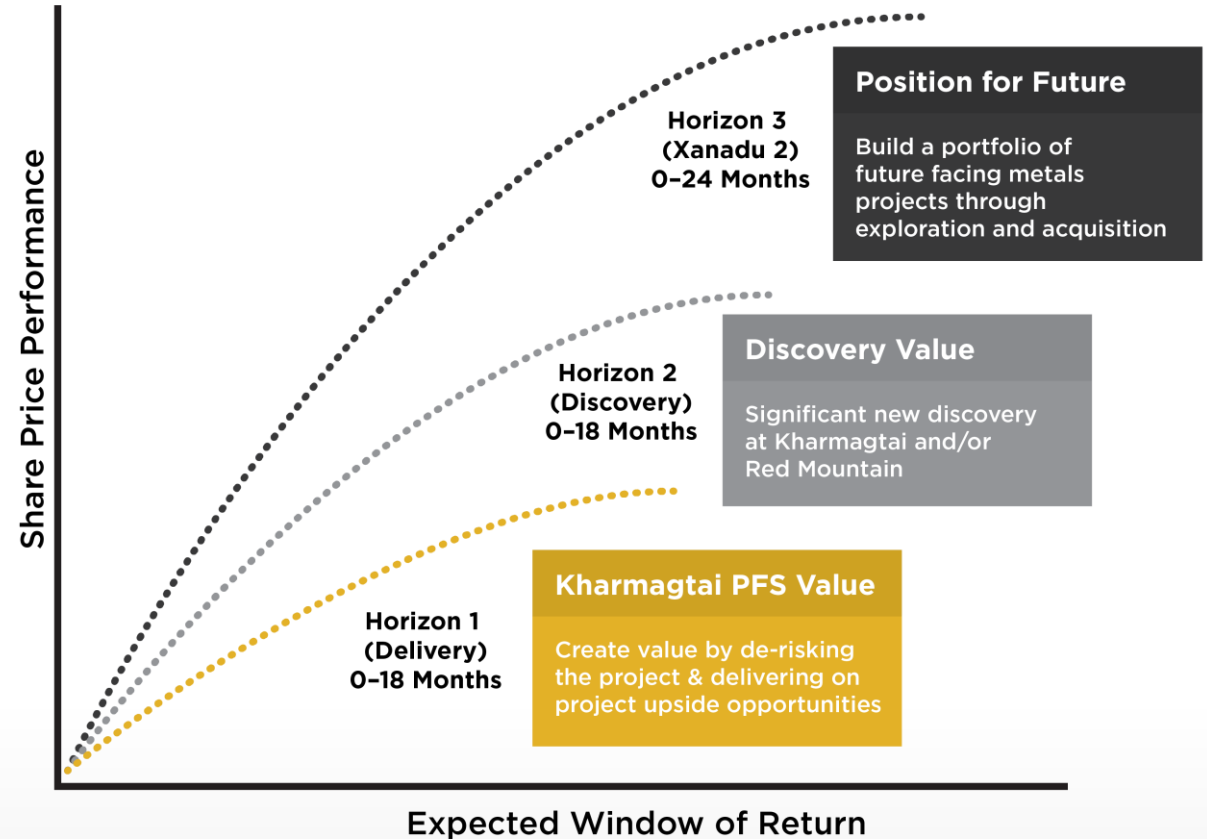 Share Price Performance
Horizon 3
(Xanadu 2)
0–24 Months
Position for Future
Build a portfolio of
future facing metals
projects through
exploration and acquisition
Horizon 2
(Discovery)
0–18 Months
Discovery Value
Significant new discovery
at Kharmagtai and/or
Red Mountain
Horizon 1
(Delivery)
0–18 Months
Kharmagtai PFS Value
Create value by de-risking
the project & delivering on
project upside opportunities
Expected Window of Return